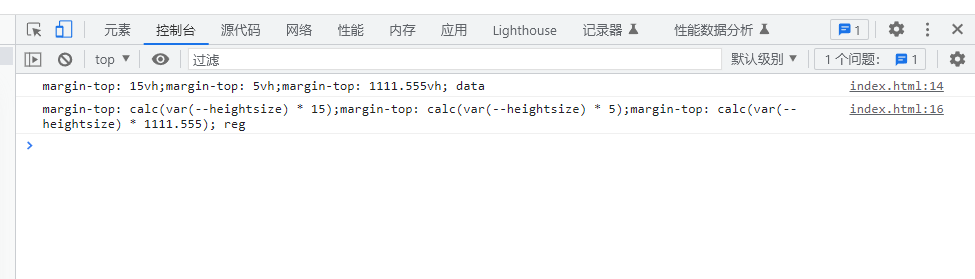 元素 控制台 源代码 网络 性能 内存 应用 Lighthouse 记录器 性能数据分析 1
top ▼ 过滤 默认级别 ▼ 1 个问题: 1
margin-top: 15vh;margin-top: 5vh;margin-top: 1111.555vh; data index.html:14
margin-top: calc(var(--heightsize) * 15);margin-top: calc(var(--heightsize) * 5);margin-top: calc(var(-- index.html:16
heightsize) * 1111.555); reg